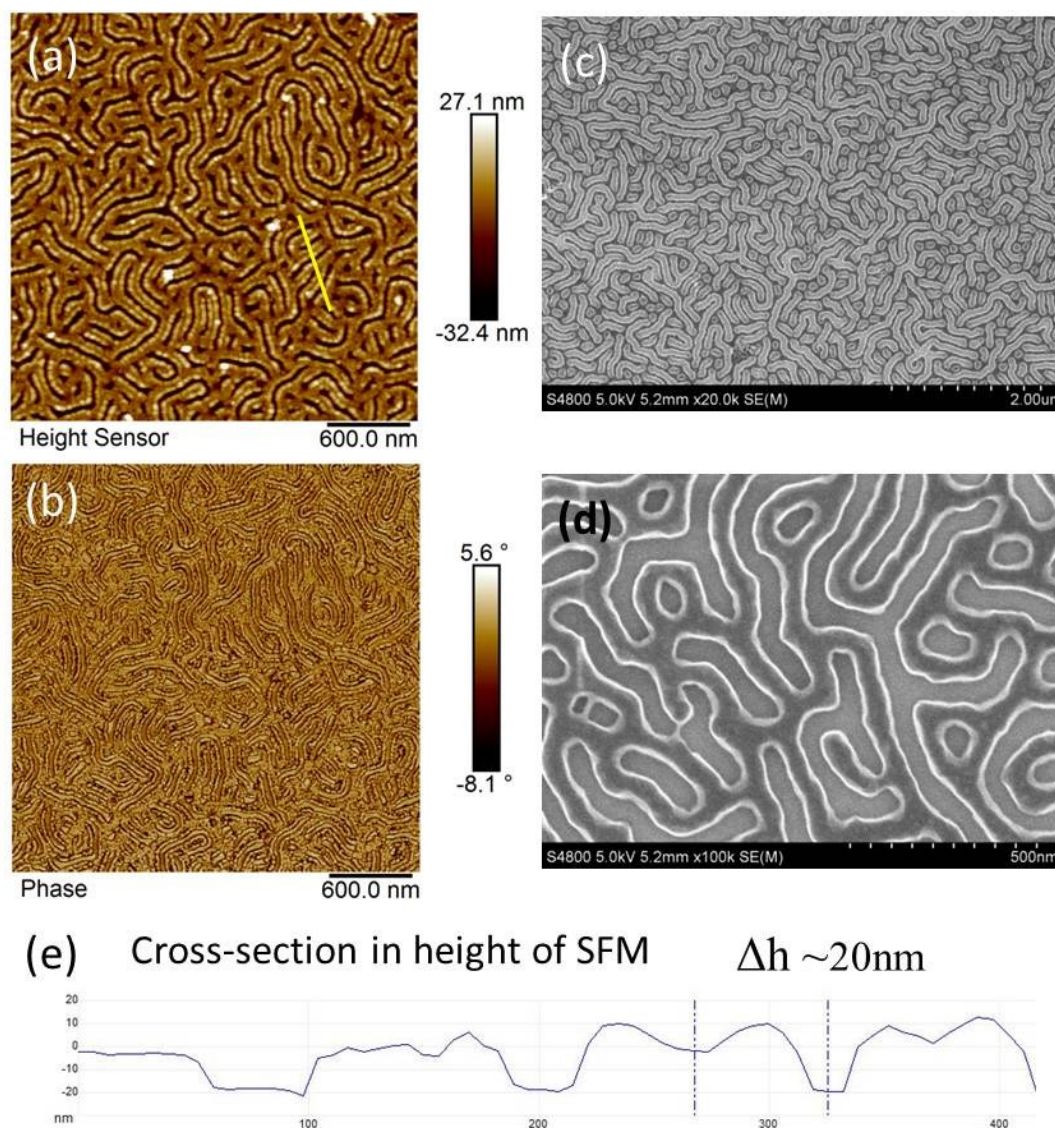 (a)
27.1 nm
-32.4 nm
Height Sensor
600.0 nm
(c)
S4800 5.0kV 5.2mm x20.0k SE(M)
2.00um
(b)
5.6 °
-8.1 °
Phase
600.0 nm
(d)
S4800 5.0kV 5.2mm x100k SE(M)
500nm
(e) Cross-section in height of SFM Δh ~20nm
20
10
0
-10
-20
nm 100 200 300 400